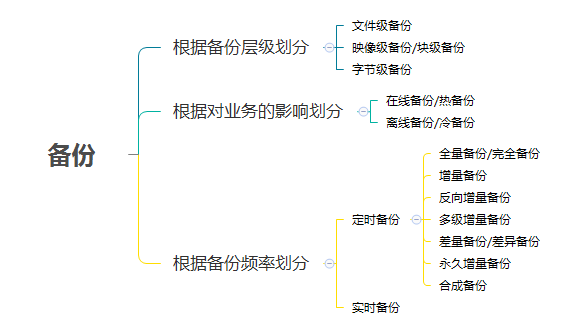 备份
根据备份层级划分
文件级备份
映像级备份/块级备份
字节级备份
根据对业务的影响划分
在线备份/热备份
离线备份/冷备份
根据备份频率划分
定时备份
全量备份/完全备份
增量备份
反向增量备份
多级增量备份
差量备份/差异备份
永久增量备份
合成备份
实时备份